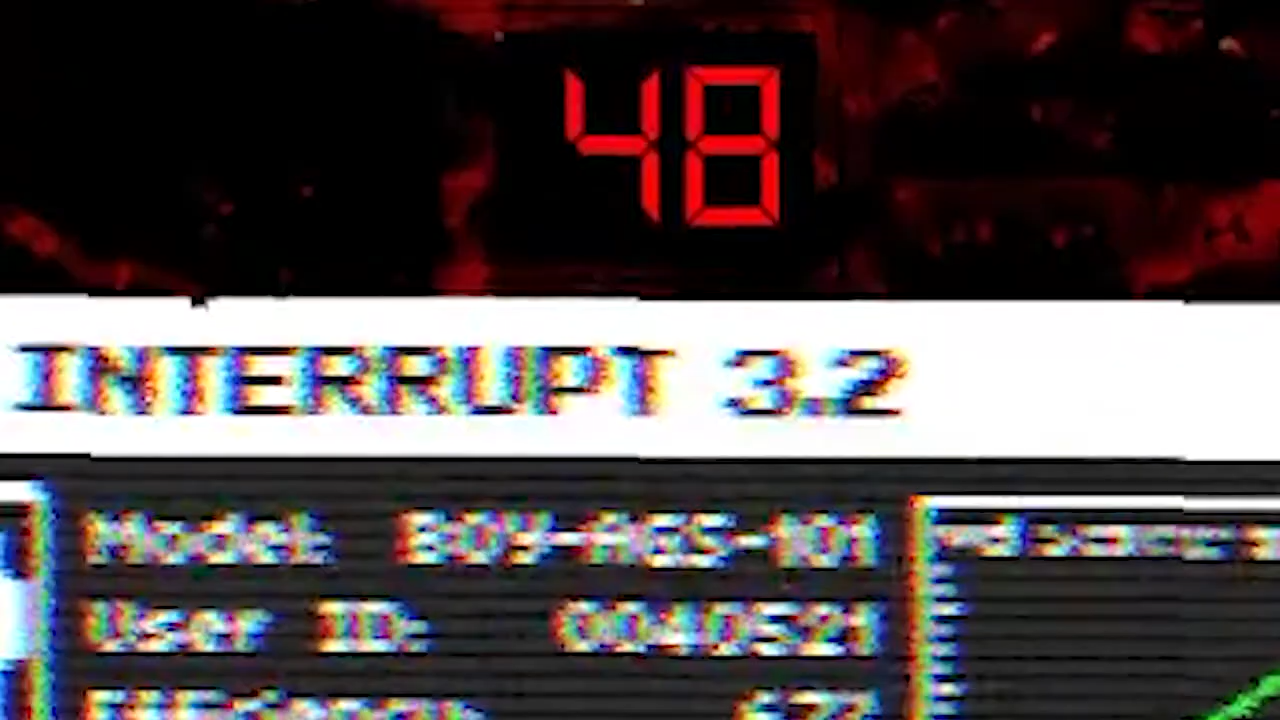 48
INTERRUPT 3.2
Model: BOY-AGS-101
User ID: 0040521